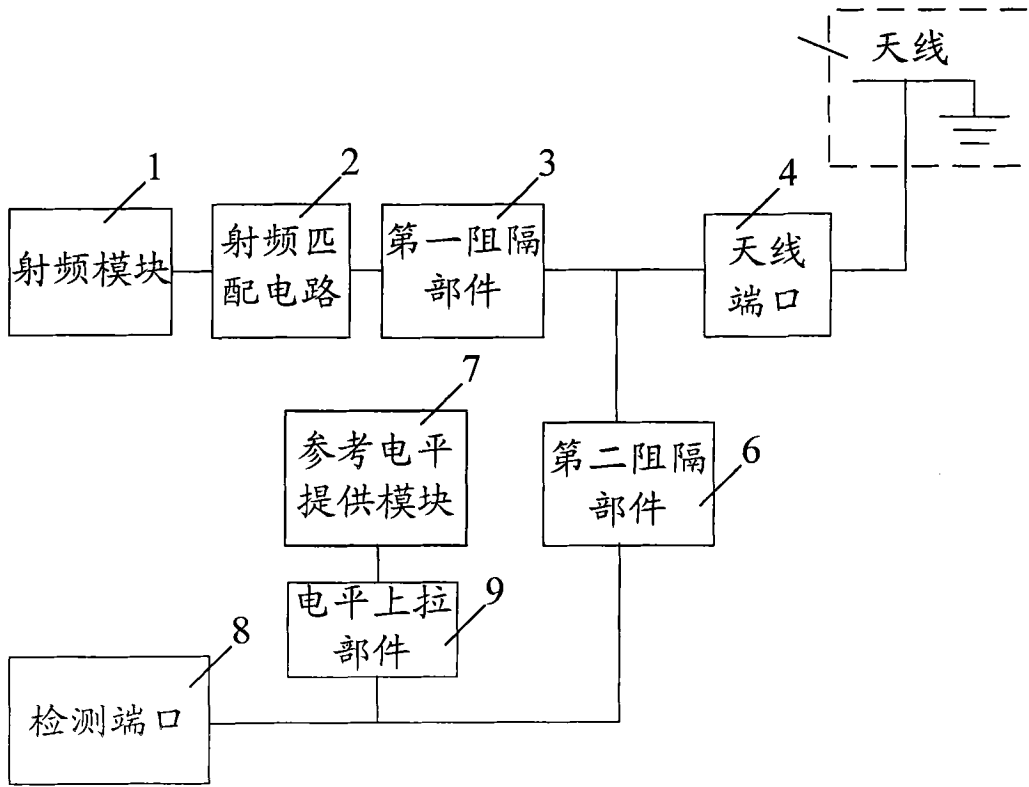 天线
1
2
3
4
射频模块
射频匹
配电路
第一阻隔
部件
天线
端口
7
参考电平
提供模块
第二阻隔
部件
6
电平上拉
部件
9
8
检测端口